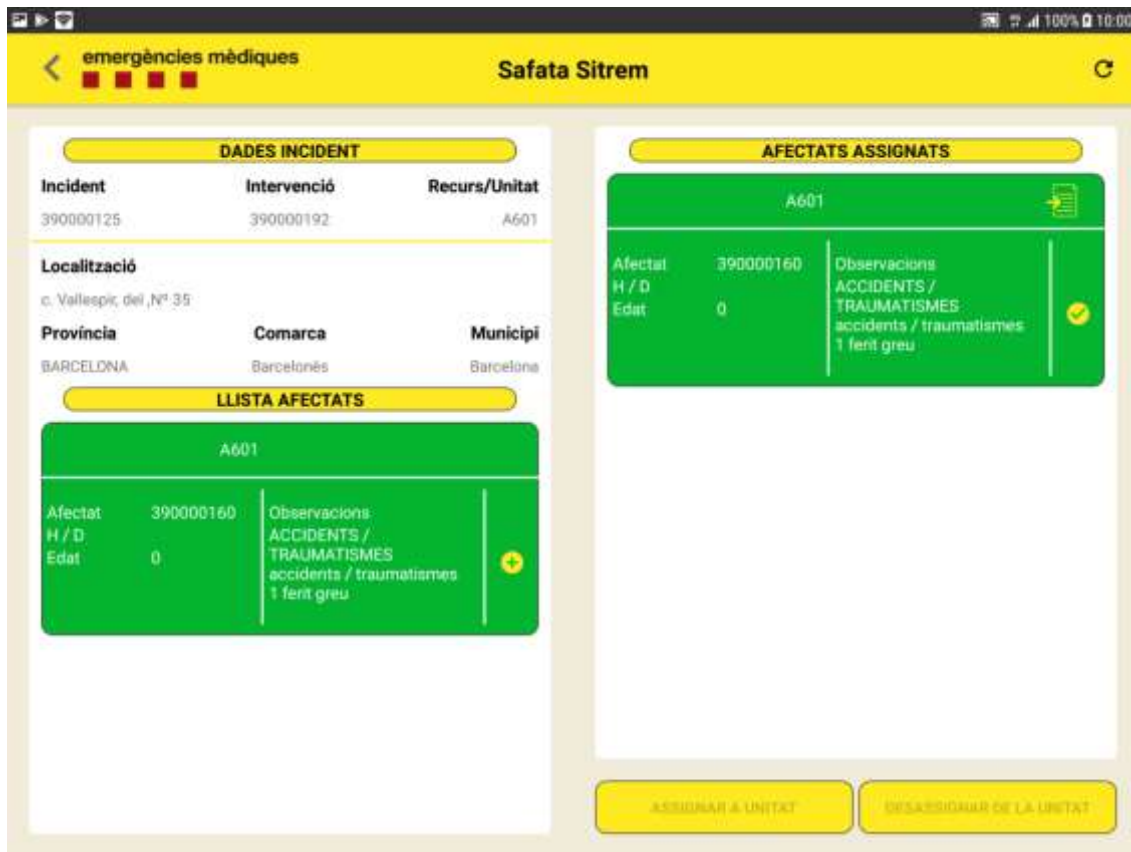 100% 10:00
emergències mèdiques
Safata Sitrem
DADES INCIDENT
Incident Intervenció Recurs/Unitat
390000125 390000192 A601
Localització
c. Vallespir, del ,Nº 35
Província Comarca Municipi
BARCELONA Barcelonès Barcelona
LLISTA AFECTATS
A601
Afectat 390000160
H / D
Edat 0
Observacions
ACCIDENTS /
TRAUMATISMES
accidents / traumatismes
1 ferit greu
AFECTATS ASSIGNATS
A601
Afectat 390000160
H / D
Edat 0
Observacions
ACCIDENTS /
TRAUMATISMES
accidents / traumatismes
1 ferit greu
ASSIGNAR A UNITAT
DESASSIGNAR DE LA UNITAT